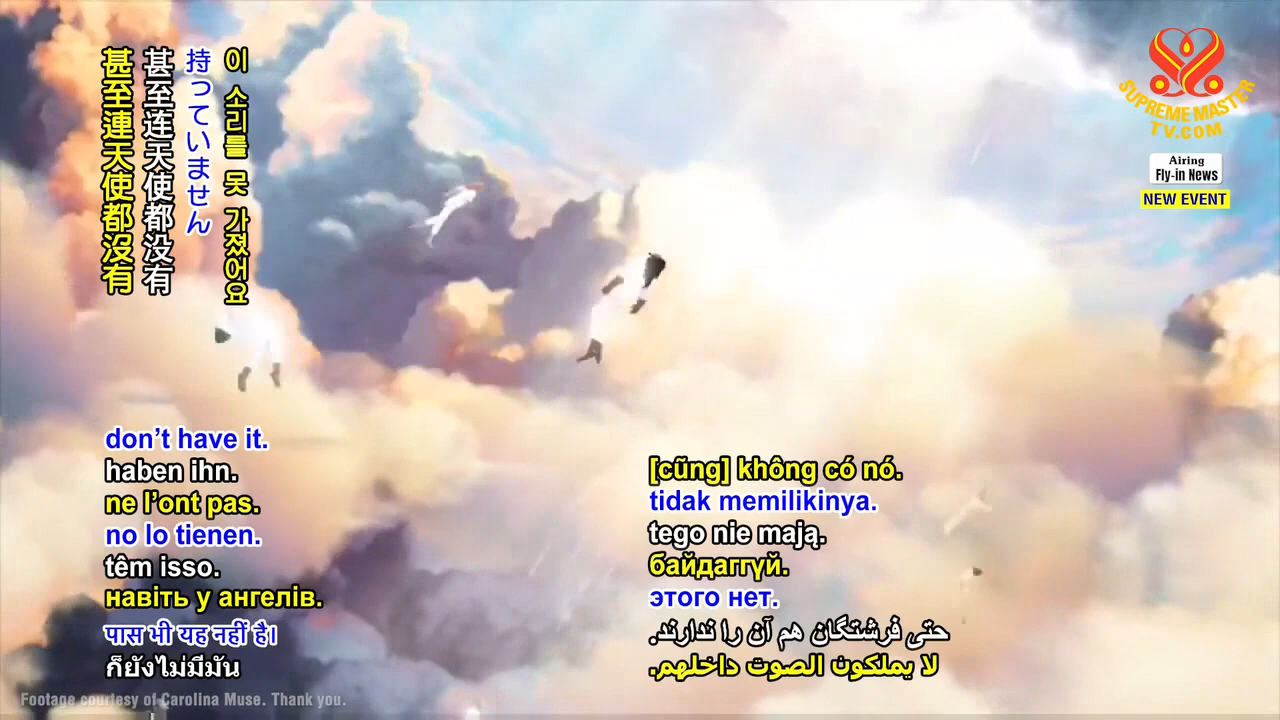 이 소리를 못 가졌어요
持っていません
甚至连天使都没有
甚至連天使都沒有
SUPREME MASTER
TV.COM
Airing
Fly-in News
NEW EVENT
don’t have it.
haben ihn.
ne l’ont pas.
no lo tienen.
têm isso.
навіть у ангелів.
पास भी यह नहीं है।
ก็ยังไม่มีมัน
[cũng] không có nó.
tidak memilikinya.
tego nie mają.
байдаггүй.
этого нет.
حتی فرشتگان هم آن را ندارند.
لا يملكون الصوت داخلهم.
Footage courtesy of Carolina Muse. Thank you.